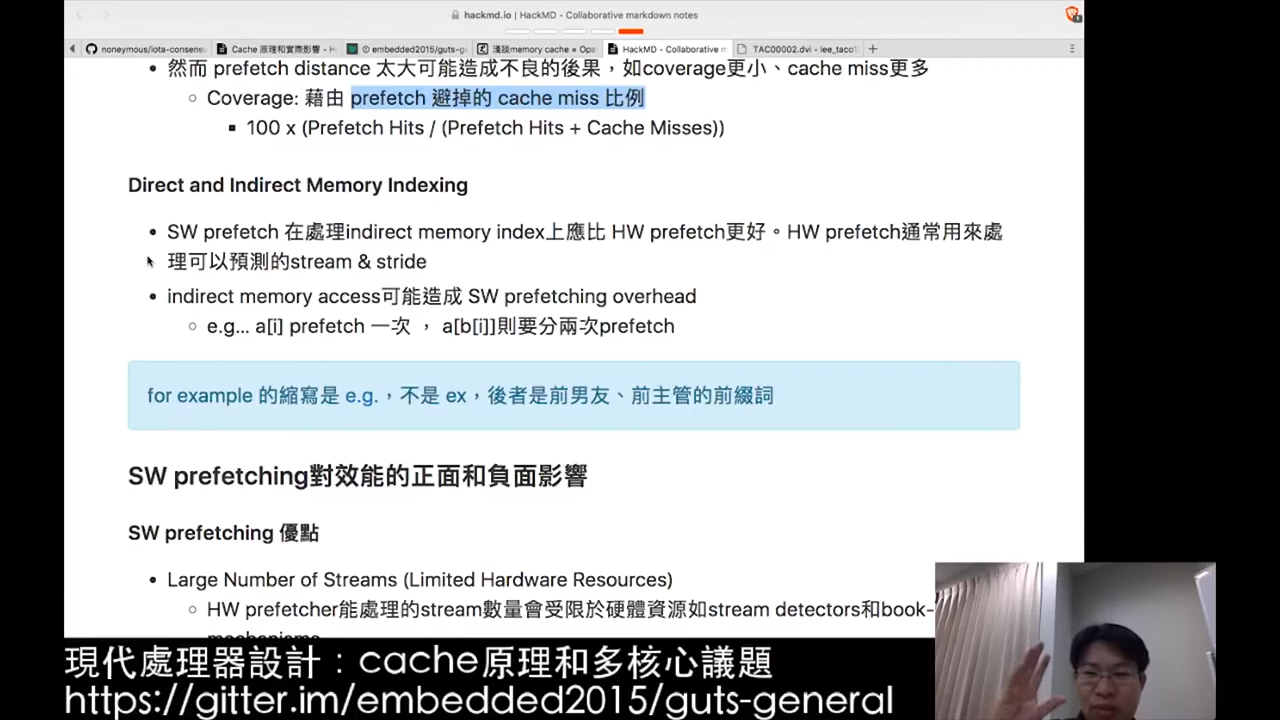 hackmd.io | HackMD - Collaborative markdown notes
noneymous/iota-consensu
Cache 原理和實際影響 - H
embedded2015/guts-g
淺談memory cache « Opa
HackMD - Collaborative m
TAC00002.dvi - lee_taco1
然而 prefetch distance 太大可能造成不良的後果，如coverage更小、cache miss更多
Coverage: 藉由 prefetch 避掉的 cache miss 比例
100 x (Prefetch Hits / (Prefetch Hits + Cache Misses))
Direct and Indirect Memory Indexing
SW prefetch 在處理indirect memory index上應比 HW prefetch更好。HW prefetch通常用來處
理可以預測的stream & stride
indirect memory access可能造成 SW prefetching overhead
e.g... a[i] prefetch 一次 ， a[b[i]]則要分兩次prefetch
for example 的縮寫是 e.g.，不是 ex，後者是前男友、前主管的前綴詞
SW prefetching對效能的正面和負面影響
SW prefetching 優點
Large Number of Streams (Limited Hardware Resources)
HW prefetcher能處理的stream數量會受限於硬體資源如stream detectors和book-
mechanisms
現代處理器設計：cache原理和多核心議題
https://gitter.im/embedded2015/guts-general